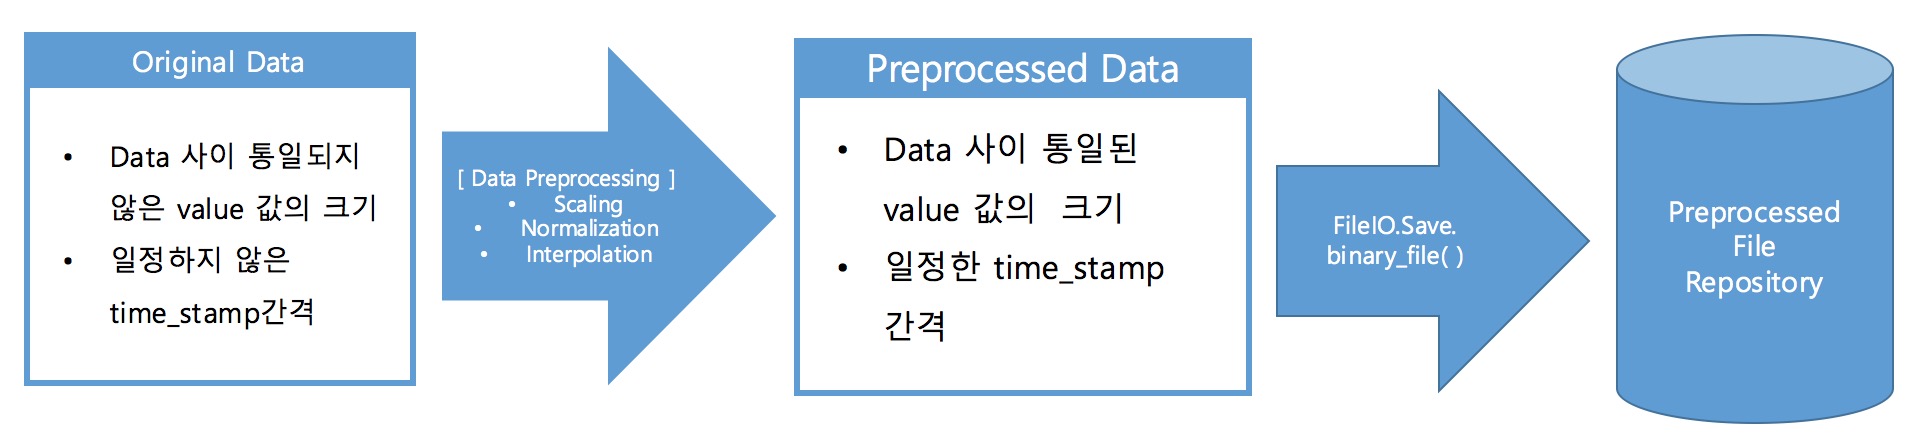 Original Data
• Data 사이 통일되지
않은 value 값의 크기
• 일정하지 않은
time_stamp간격
[ Data Preprocessing ]
• Scaling
• Normalization
• Interpolation
Preprocessed Data
• Data 사이 통일된
value 값의 크기
• 일정한 time_stamp
간격
FileIO.Save.
binary_file( )
Preprocessed
File
Repository